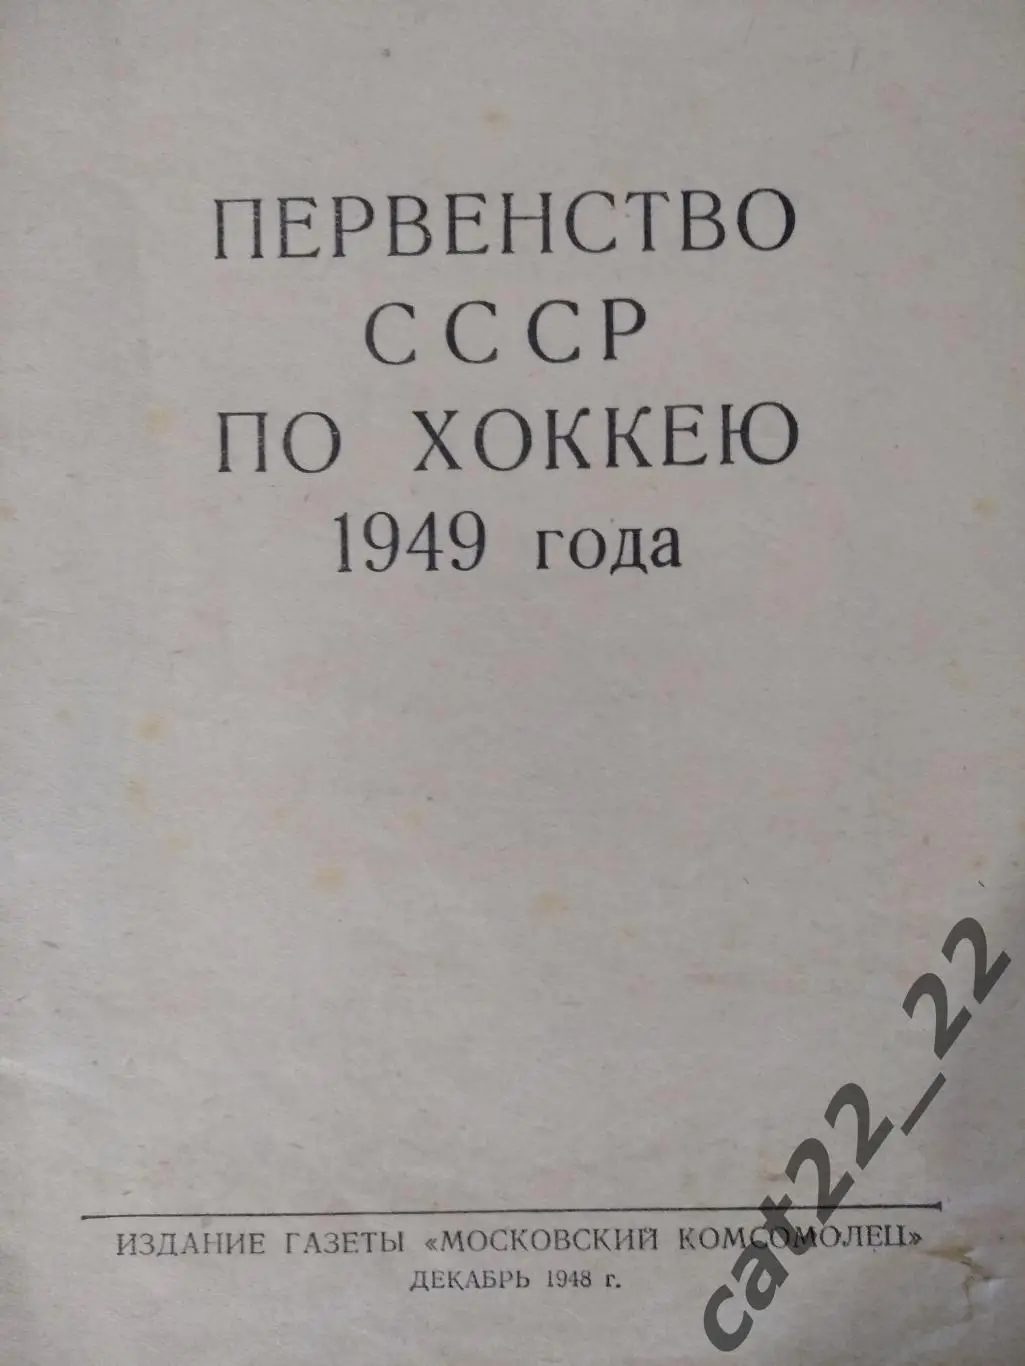 ПЕРВЕНСТВО
СССР
ПО ХОККЕЮ
1949 года
ИЗДАНИЕ ГАЗЕТЫ «МОСКОВСКИЙ КОМСОМОЛЕЦ»
ДЕКАБРЬ 1948 г.
cat22_22